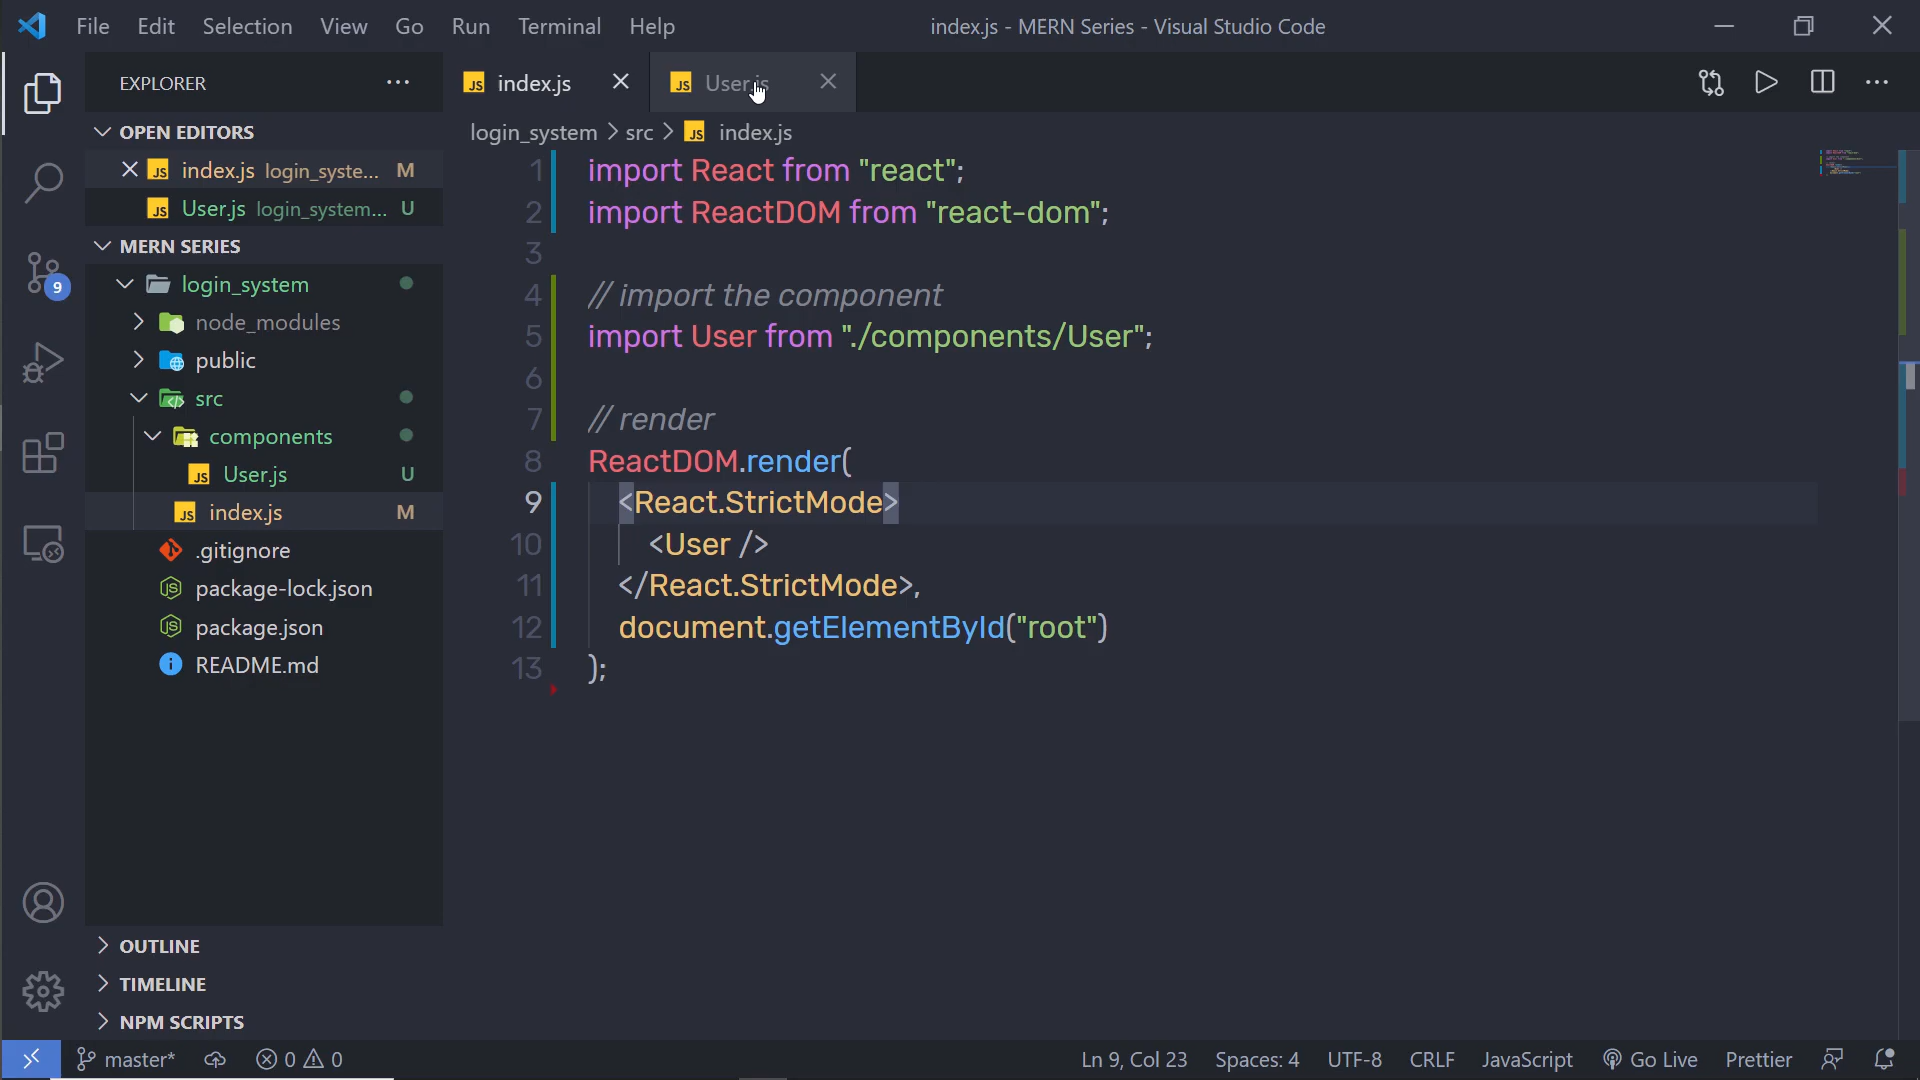 File Edit Selection View Go Run Terminal Help
index.js - MERN Series - Visual Studio Code
EXPLORER
OPEN EDITORS
index.js login_syste... M
User.js login_system... U
MERN SERIES
login_system
node_modules
public
src
components
User.js U
index.js M
.gitignore
package-lock.json
package.json
README.md
OUTLINE
TIMELINE
NPM SCRIPTS
9
index.js
User.js
login_system > src > JS index.js
1 import React from "react";
2 import ReactDOM from "react-dom";
3
4 // import the component
5 import User from "./components/User";
6
7 // render
8 ReactDOM.render(
9 <React.StrictMode>
10 <User />
11 </React.StrictMode>,
12 document.getElementById("root")
13 );
master* 0 0 Ln 9, Col 23 Spaces: 4 UTF-8 CRLF JavaScript Go Live Prettier